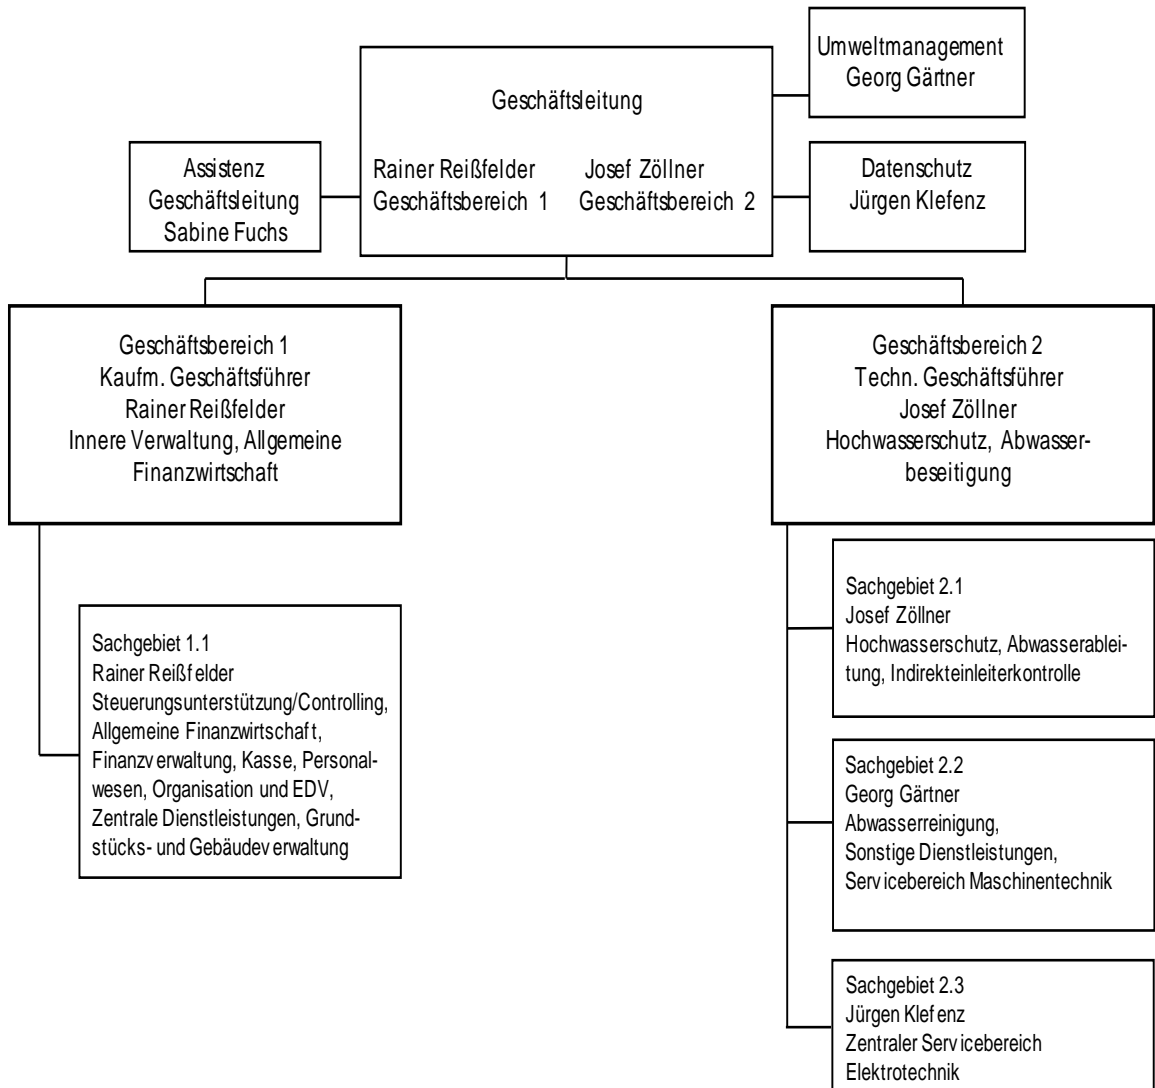 Umweltmanagement
Georg Gärtner
Geschäftsleitung
Rainer Reißfelder Josef Zöllner
Geschäftsbereich 1 Geschäftsbereich 2
Assistenz
Geschäftsleitung
Sabine Fuchs
Datenschutz
Jürgen Klefenz
Geschäftsbereich 1
Kaufm. Geschäftsführer
Rainer Reißfelder
Innere Verwaltung, Allgemeine
Finanzwirtschaft
Geschäftsbereich 2
Techn. Geschäftsführer
Josef Zöllner
Hochwasserschutz, Abwasser-
beseitigung
Sachgebiet 1.1
Rainer Reißfelder
Steuerungsunterstützung/Controlling,
Allgemeine Finanzwirtschaft,
Finanzverwaltung, Kasse, Personal-
wesen, Organisation und EDV,
Zentrale Dienstleistungen, Grund-
stücks- und Gebäudeverwaltung
Sachgebiet 2.1
Josef Zöllner
Hochwasserschutz, Abwasserablei-
tung, Indirekteinleiterkontrolle
Sachgebiet 2.2
Georg Gärtner
Abwasserreinigung,
Sonstige Dienstleistungen,
Servicebereich Maschinentechnik
Sachgebiet 2.3
Jürgen Klefenz
Zentraler Servicebereich
Elektrotechnik